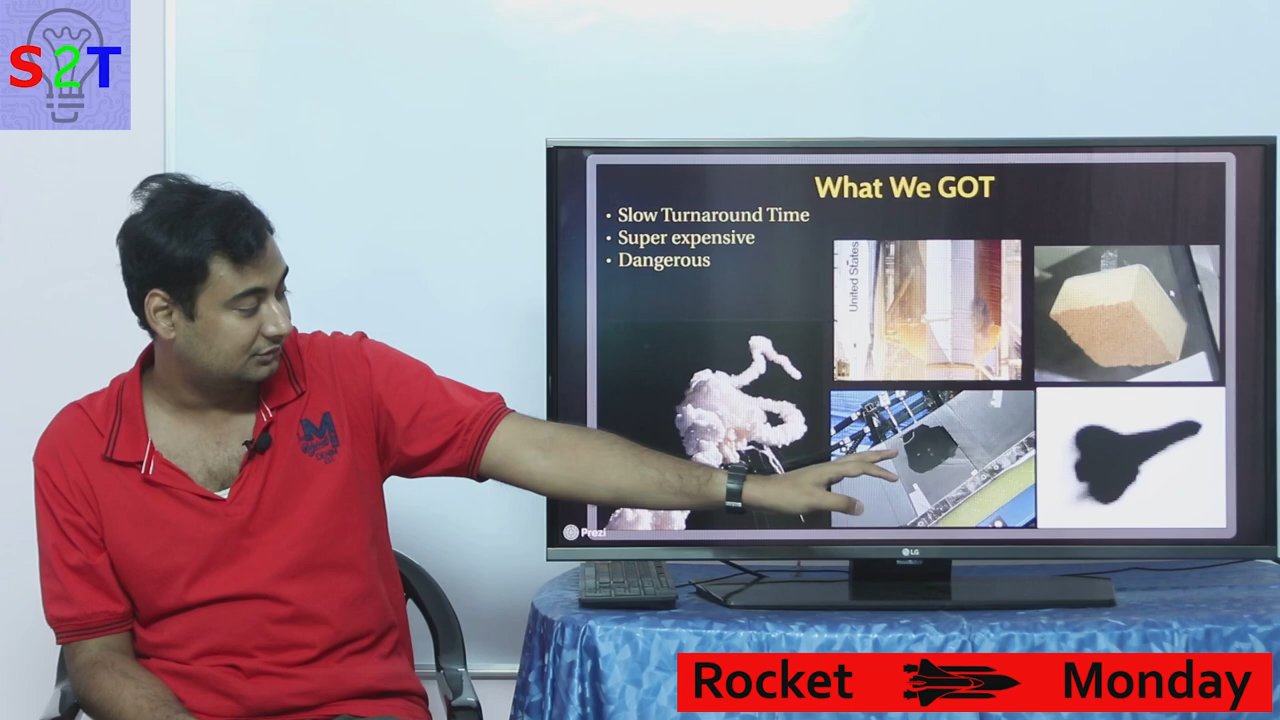 S2T
What We GOT
• Slow Turnaround Time
• Super expensive
• Dangerous
United States
M
Prezi
LG
Rocket Monday